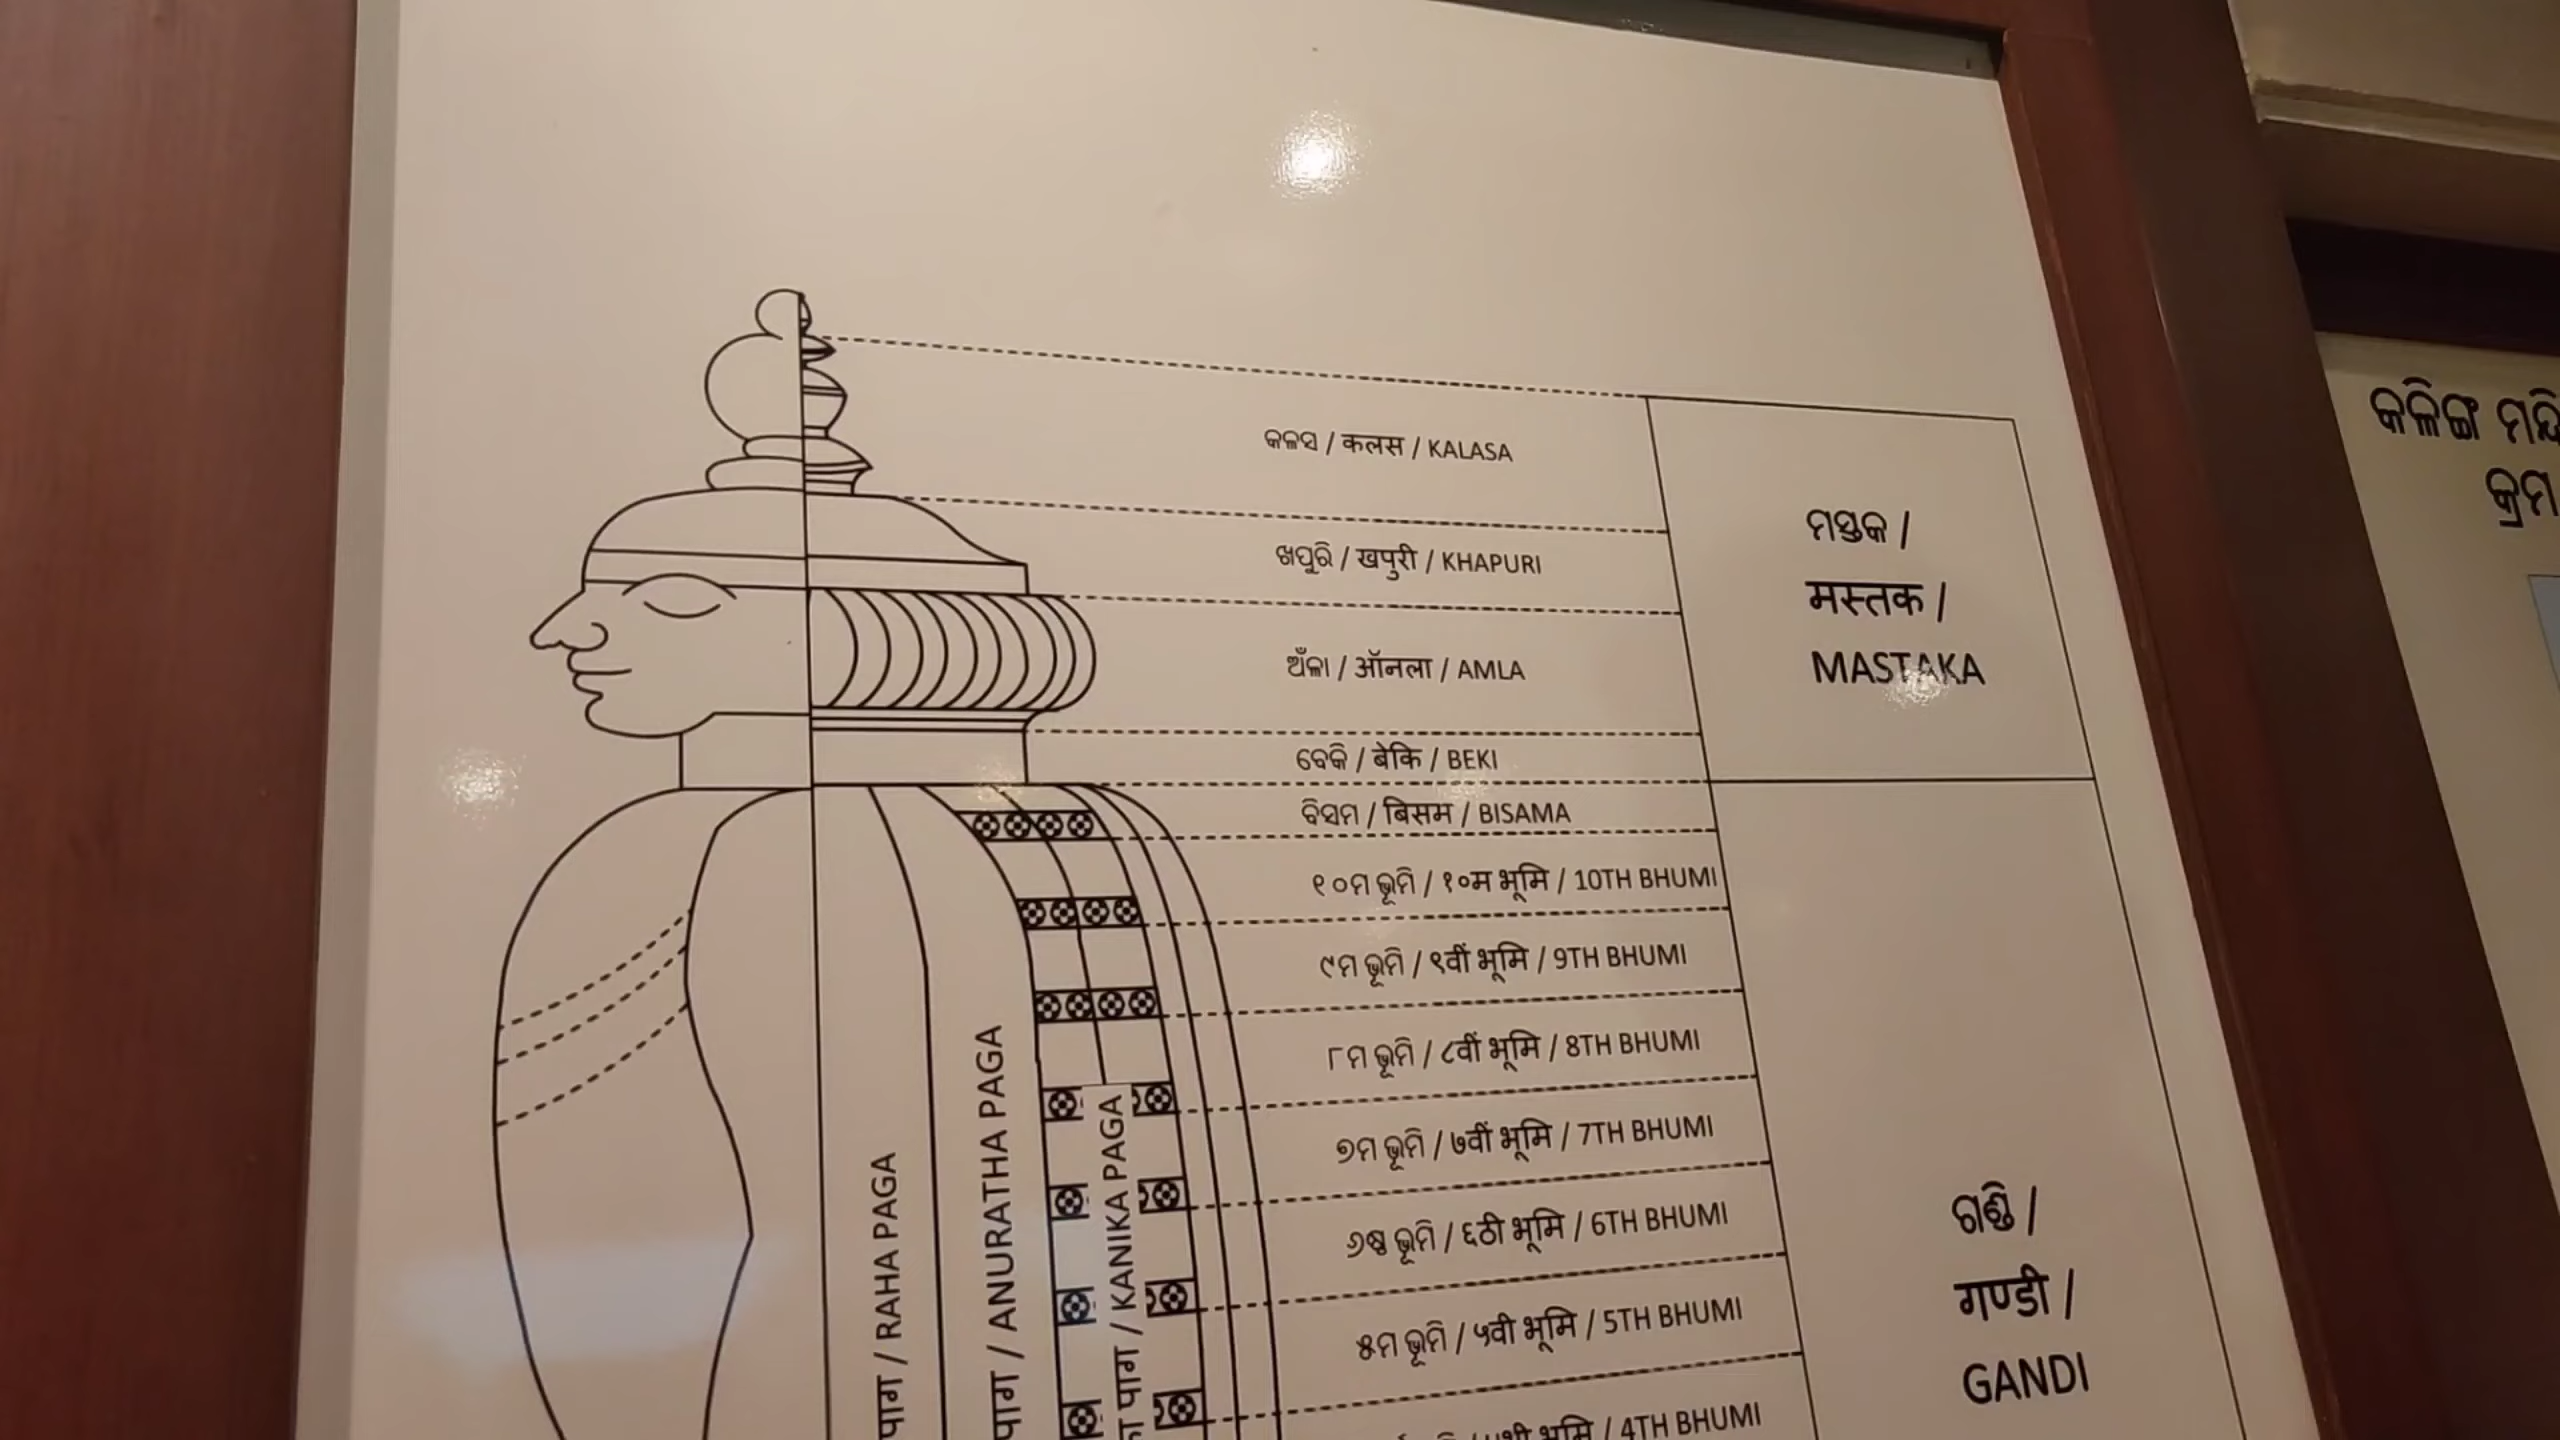 କଳସ / कलस / KALASA
ଖପୁରି / खपुरी / KHAPURI
ଅଁଳା / ऑनला / AMLA
ବେକି / बेकि / BEKI
ମସ୍ତକ /
मस्तक /
MASTAKA
ବିସମ / बिसम / BISAMA
୧୦ମ ଭୂମି / १०म भूमि / 10TH BHUMI
୯ମ ଭୂମି / ९वीं भूमि / 9TH BHUMI
୮ମ ଭୂମି / ८वीं भूमि / 8TH BHUMI
୭ମ ଭୂମି / ७वीं भूमि / 7TH BHUMI
୬ଷ୍ଠ ଭୂମି / ६ठी भूमि / 6TH BHUMI
୫ମ ଭୂମି / ५वी भूमि / 5TH BHUMI
भूमि / 4TH BHUMI
ଗଣ୍ଡି /
गण्डी /
GANDI
पाग / RAHA PAGA
पाग / ANURATHA PAGA
पाग / KANIKA PAGA
କଳିଙ୍ଗ
କ୍ରମ